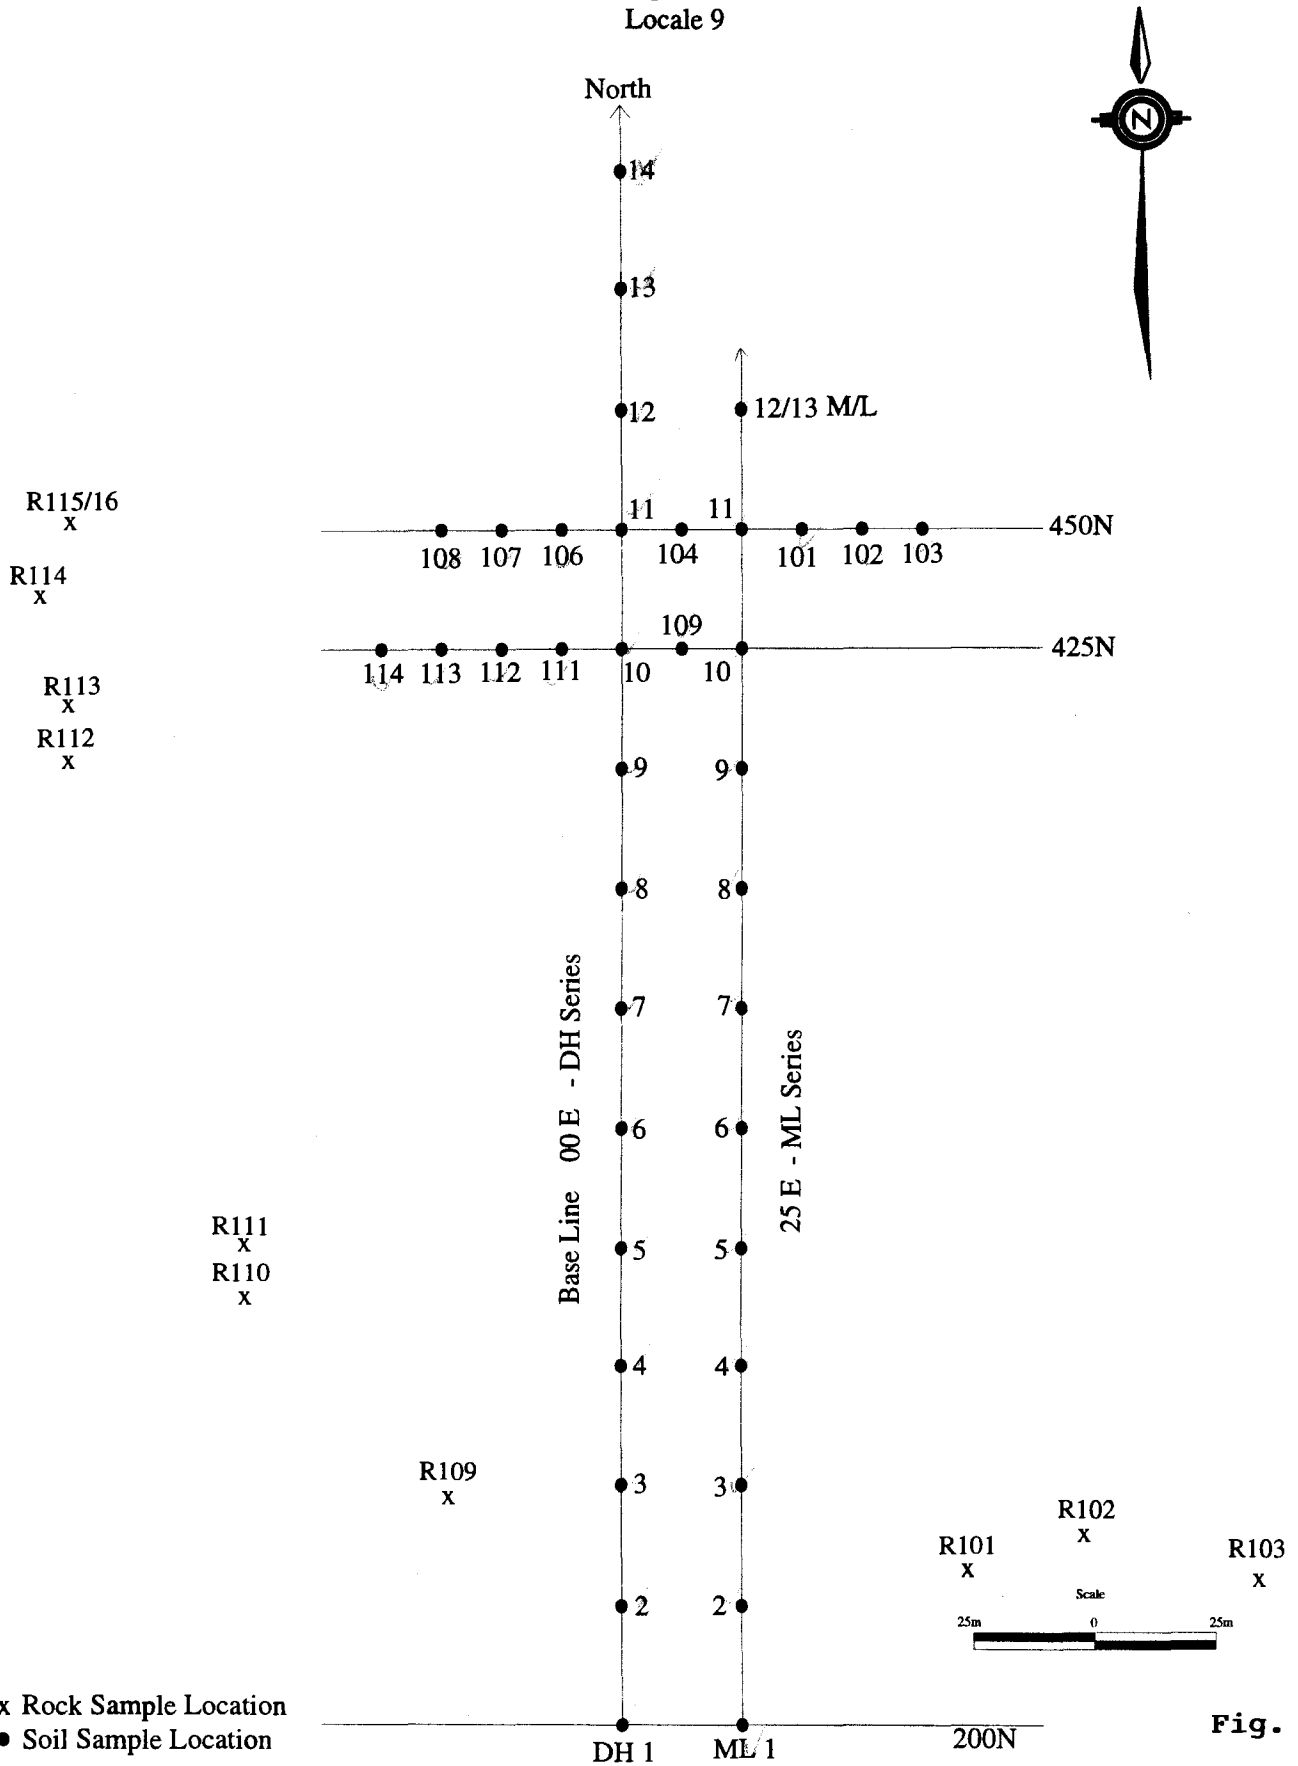 Locale 9
North
N
14
13
12
12/13 M/L
R115/16
x
11
11
450N
108
107
106
104
101
102
103
R114
x
109
425N
114
113
112
111
10
10
R113
x
R112
x
9
9
8
8
7
7
Base Line 00 E - DH Series
25 E - ML Series
6
6
R111
x
5
5
R110
x
4
4
R109
x
3
3
R102
x
R101
x
R103
x
Scale
25m 0 25m
2
2
x Rock Sample Location
Soil Sample Location
DH 1
ML 1
200N
Fig.